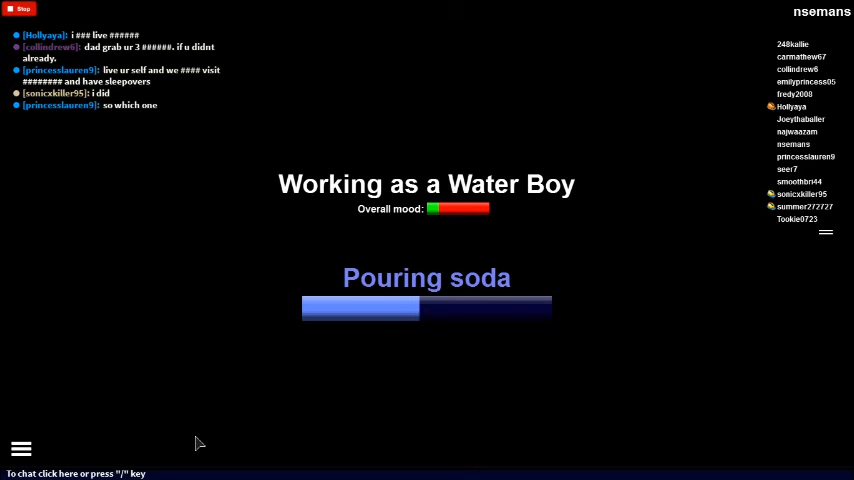 Stop
nsemans
[Hollyaya]: i ### live ######
[collindrew6]: dad grab ur 3 ######. if u didnt
already.
[princesslauren9]: live ur self and we #### visit
######## and have sleepovers
[sonicxkiller95]: i did
[princesslauren9]: so which one
248kallie
carmathew67
collindrew6
emilyprincess05
fredy2008
Hollyaya
Joeythaballer
najwaazam
nsemans
princesslauren9
seer7
smoothbri44
sonicxkiller95
summer272727
Tookie0723
Working as a Water Boy
Overall mood:
Pouring soda
To chat click here or press "/" key